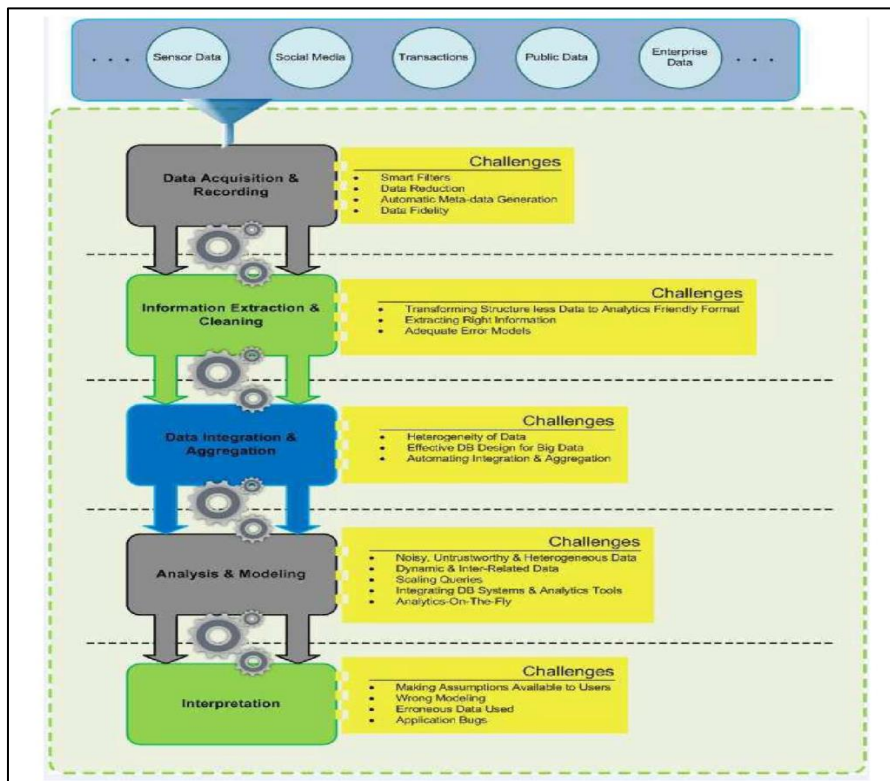 . . . Sensor Data Social Media Transactions Public Data Enterprise Data . . .
Data Acquisition &
Recording
Challenges
• Smart Filters
• Data Reduction
• Automatic Meta-data Generation
• Data Fidelity
Information Extraction &
Cleaning
Challenges
• Transforming Structure less Data to Analytics Friendly Format
• Extracting Right Information
• Adequate Error Models
Data Integration &
Aggregation
Challenges
• Heterogeneity of Data
• Effective DB Design for Big Data
• Automating Integration & Aggregation
Analysis & Modeling
Challenges
• Noisy, Untrustworthy & Heterogeneous Data
• Dynamic & Inter-Related Data
• Scaling Queries
• Integrating DB Systems & Analytics Tools
• Analytics-On-The-Fly
Interpretation
Challenges
• Making Assumptions Available to Users
• Wrong Modeling
• Erroneous Data Used
• Application Bugs